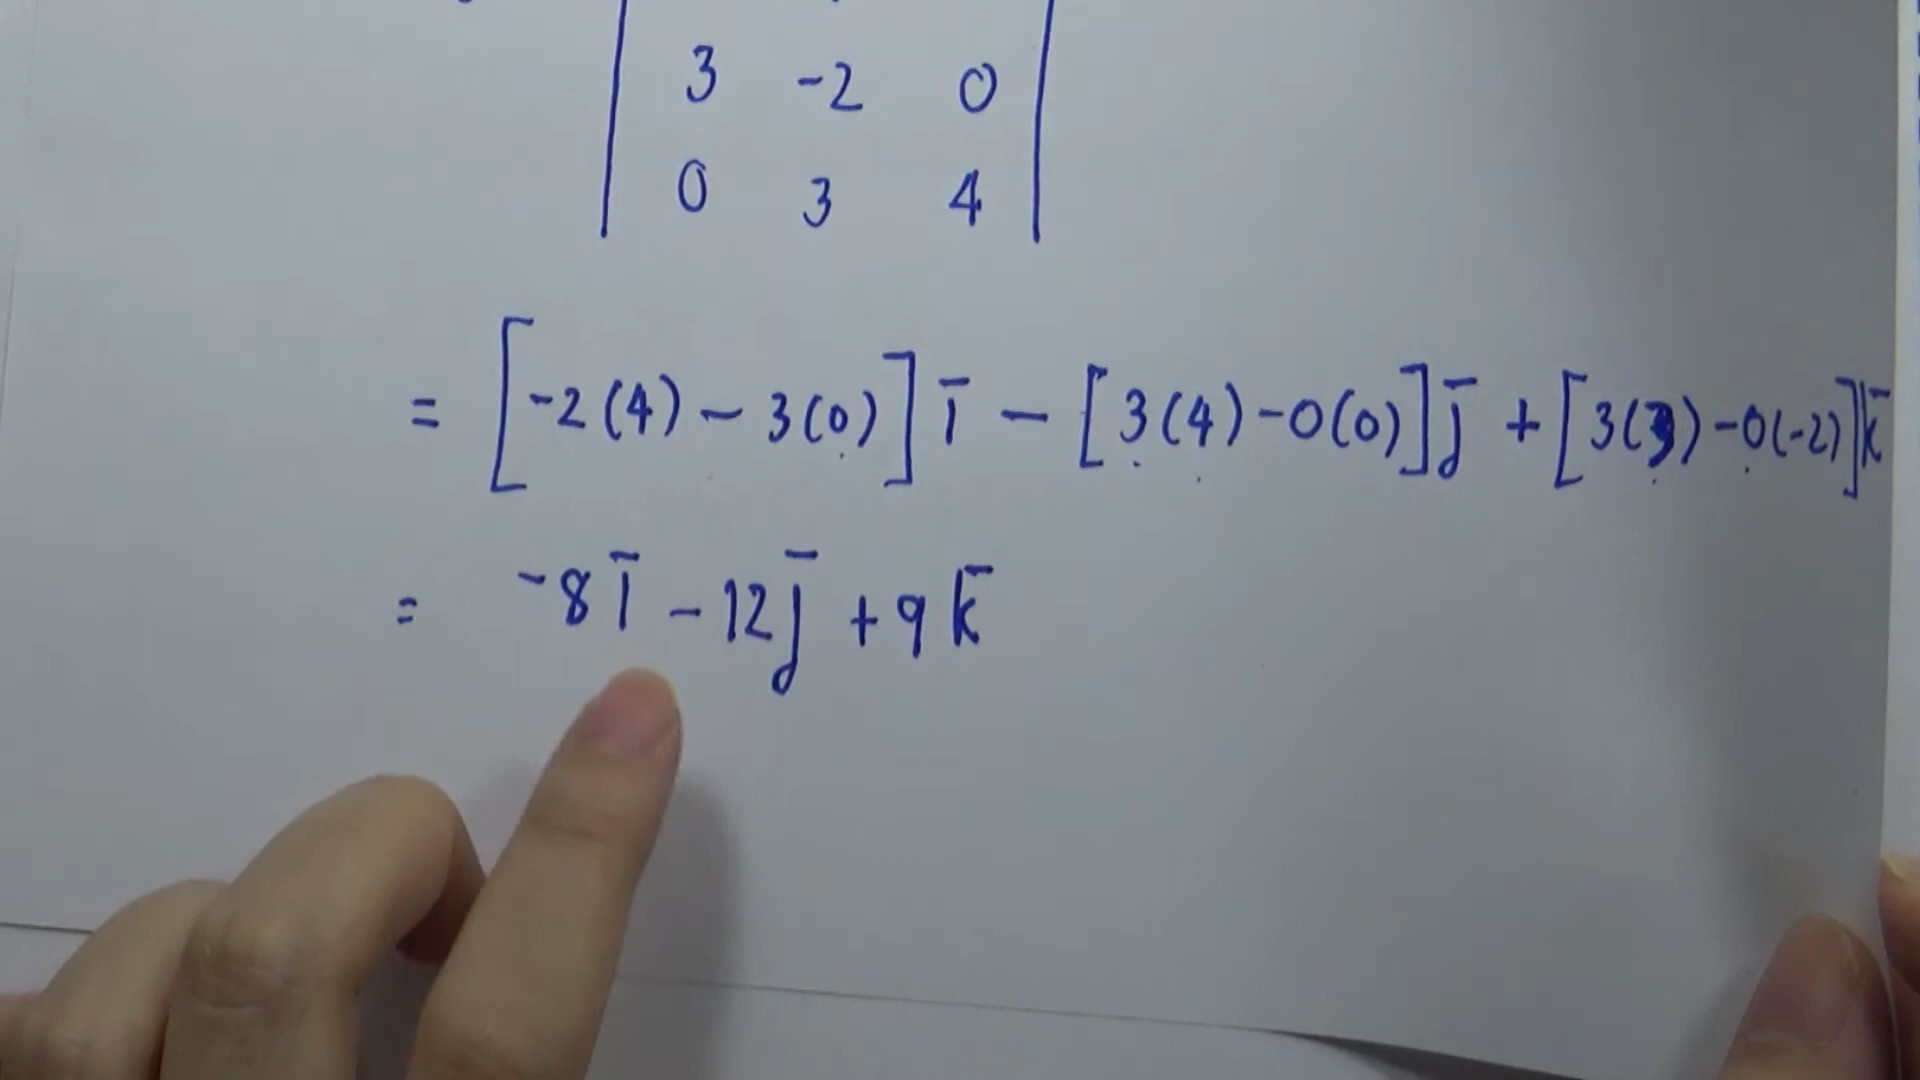 3 -2 0
0 3 4
= [-2(4) - 3(0)] i̅ - [3(4) - 0(0)] j̅ + [3(3) - 0(-2)] k̅
= -8 i̅ - 12 j̅ + 9 k̅